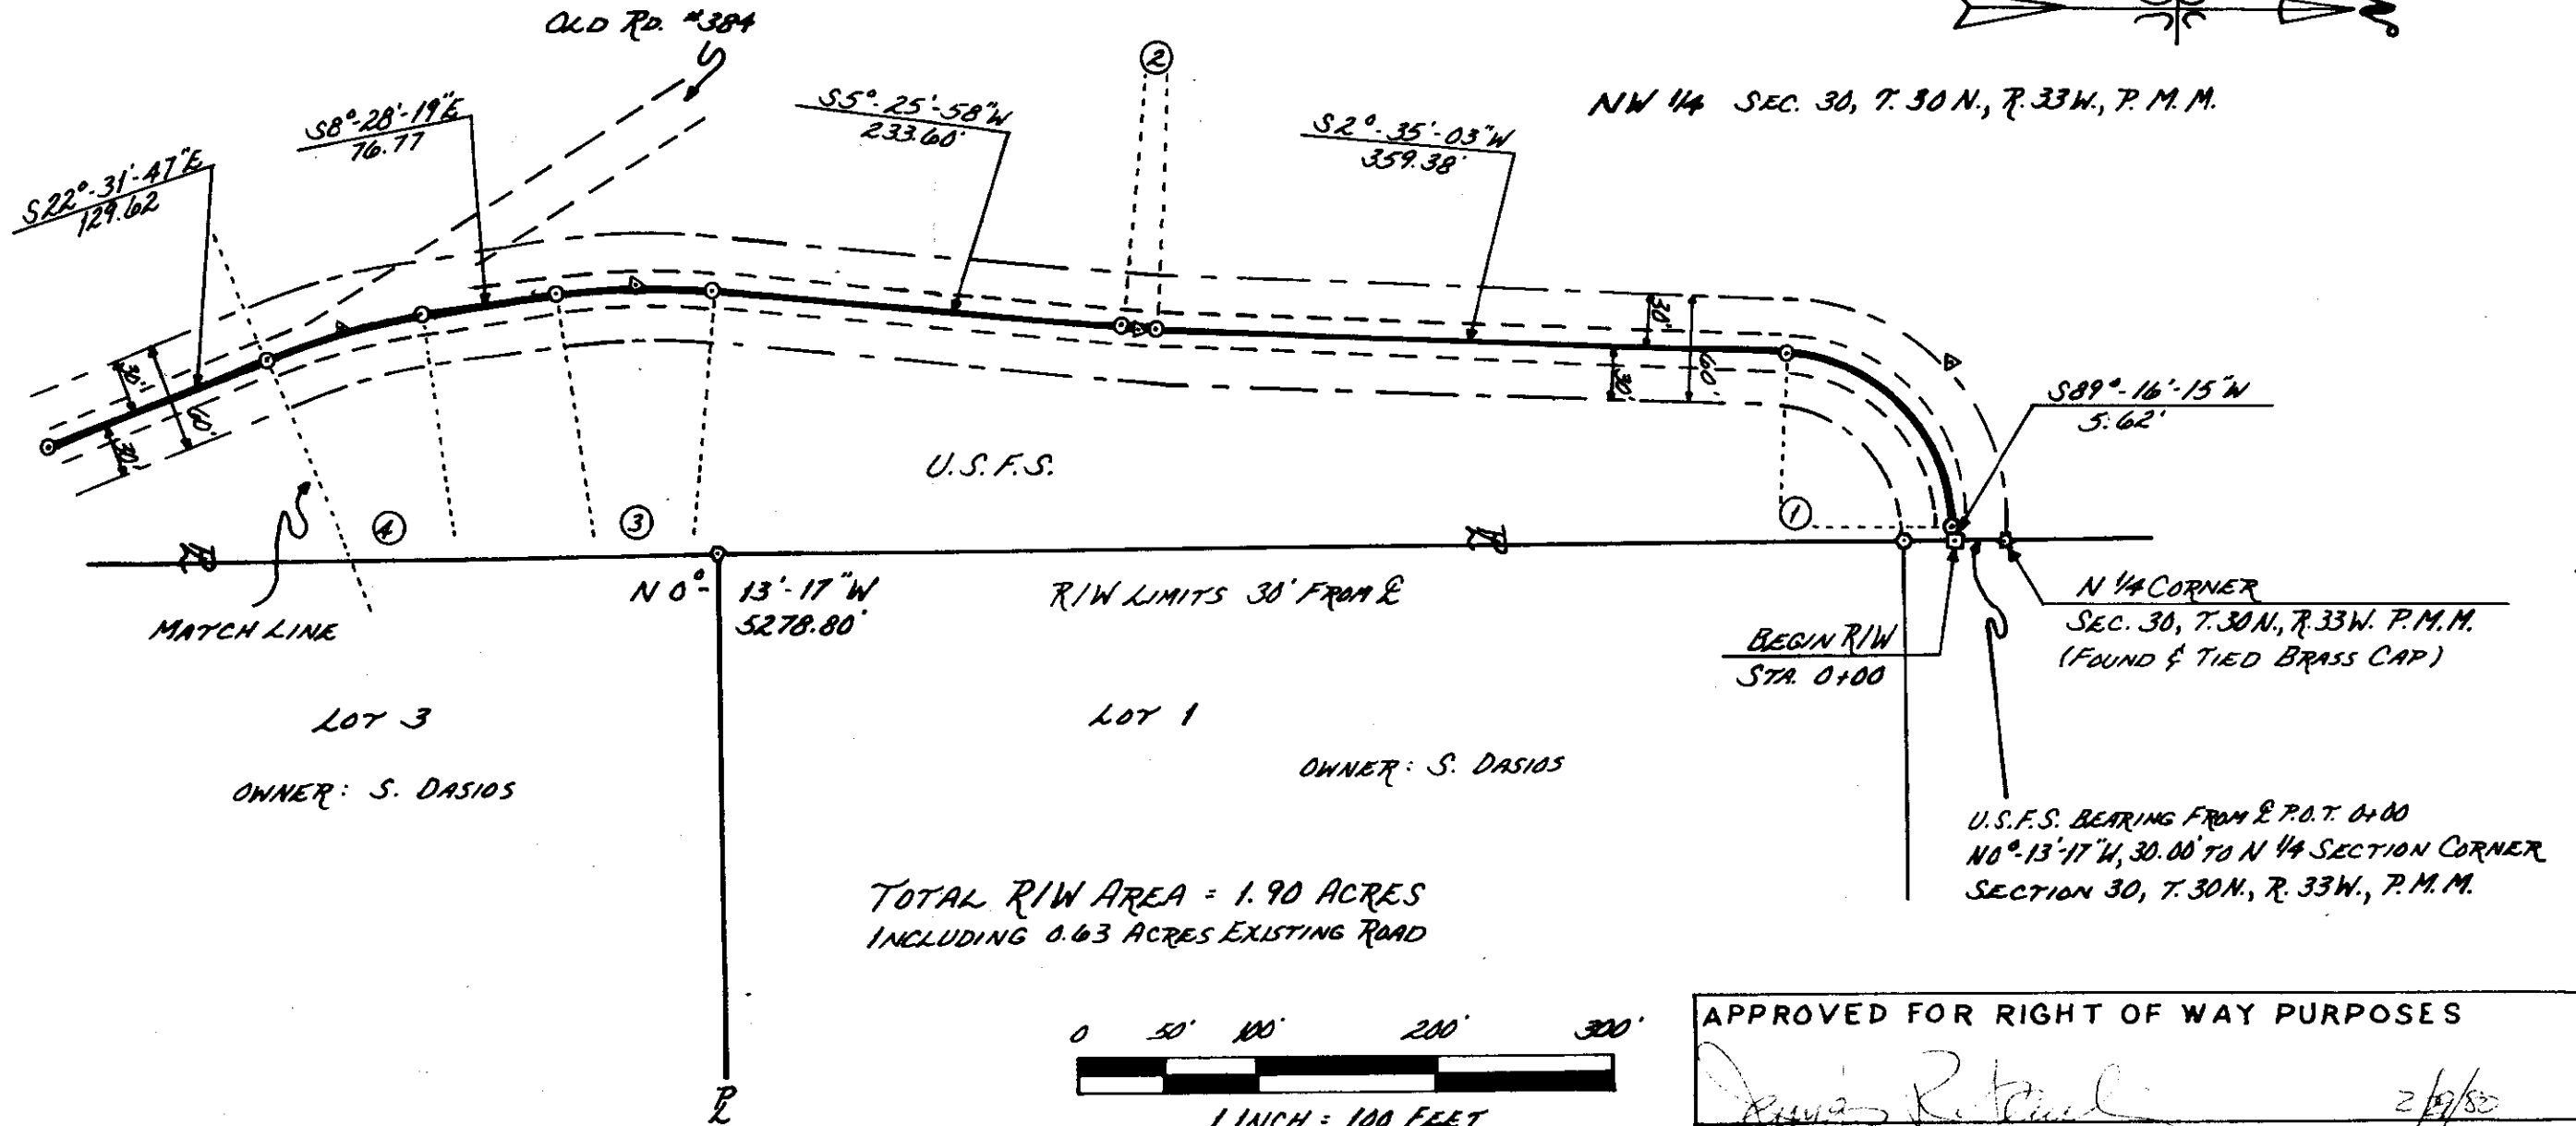 OLD RD. #384
N
NW 1/4 SEC. 30, T. 30 N., R. 33 W., P. M. M.
S22°-31'-47"E
129.62
S8°-28'-19"E
76.77
S5°-25'-58"W
233.60'
2
S2°-35'-03"W
359.38'
S89°-16'-15"W
5.62'
30'
60'
30'
30'
60'
30'
U.S.F.S.
4
3
1
MATCH LINE
N 0°- 13'-17"W
5278.80'
R/W LIMITS 30' FROM ℄
BEGIN R/W
STA. 0+00
N 1/4 CORNER
SEC. 30, T.30N., R.33W. P.M.M.
(FOUND & TIED BRASS CAP)
LOT 3
OWNER: S. DASIOS
LOT 1
OWNER: S. DASIOS
U.S.F.S. BEARING FROM ℄ P.O.T. 0+00
N0°-13'-17"W, 30.00' TO N 1/4 SECTION CORNER
SECTION 30, T.30N., R. 33W., P.M.M.
TOTAL R/W AREA = 1.90 ACRES
INCLUDING 0.63 ACRES EXISTING ROAD
0 50' 100' 200' 300'
1 INCH = 100 FEET
PL
APPROVED FOR RIGHT OF WAY PURPOSES